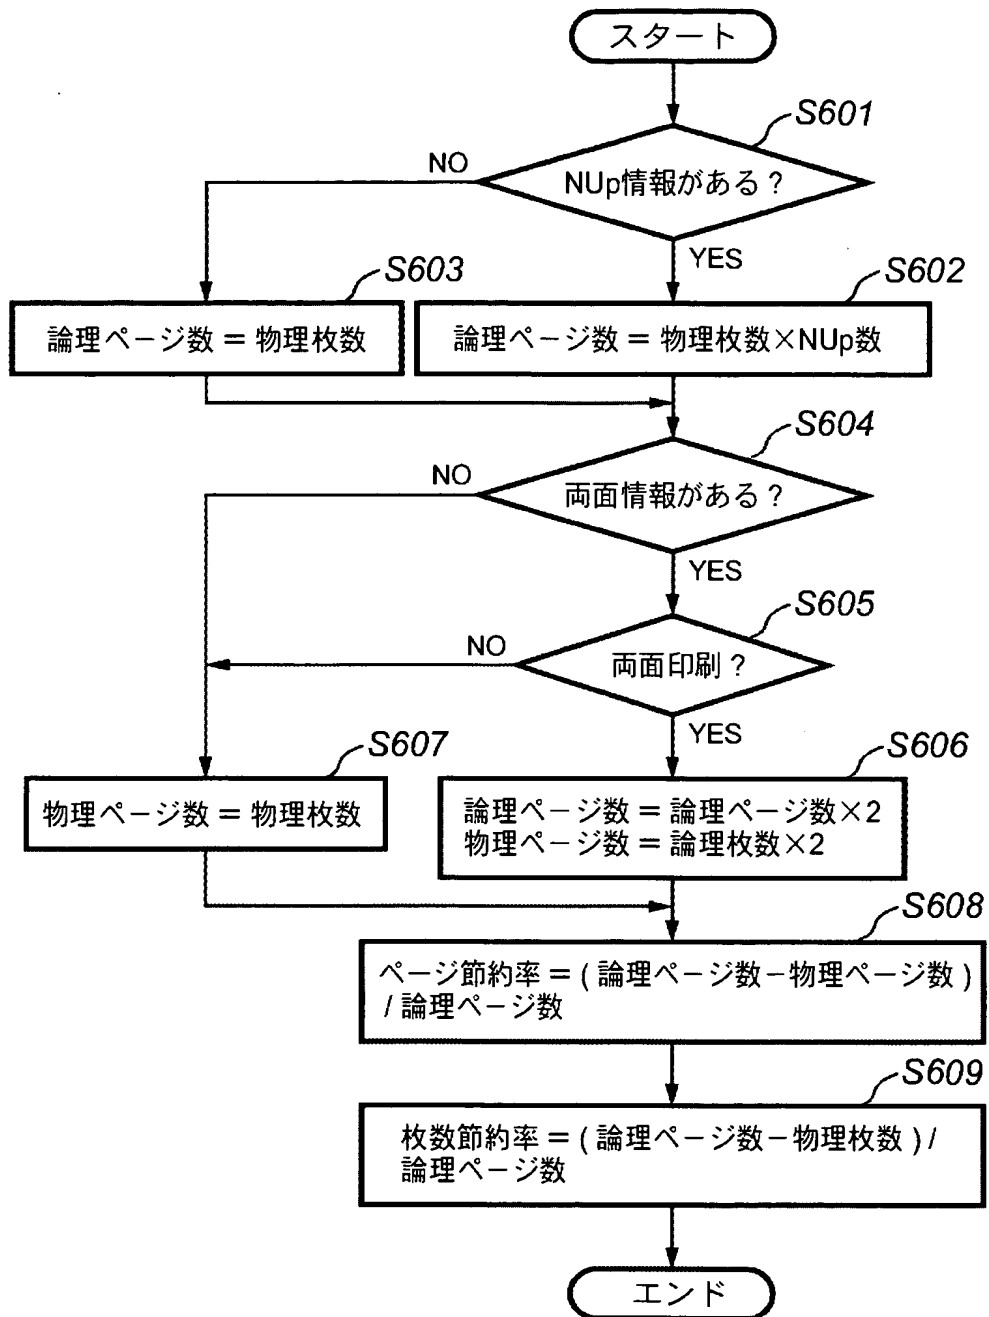 スタート
S601
NUp情報がある?
NO
YES
S603
論理ページ数 = 物理枚数
S602
論理ページ数 = 物理枚数×NUp数
S604
両面情報がある?
NO
YES
S605
両面印刷?
NO
YES
S607
物理ページ数 = 物理枚数
S606
論理ページ数 = 論理ページ数×2
物理ページ数 = 論理枚数×2
S608
ページ節約率 = ( 論理ページ数 - 物理ページ数 )
/ 論理ページ数
S609
枚数節約率 = ( 論理ページ数 - 物理枚数 ) /
論理ページ数
エンド